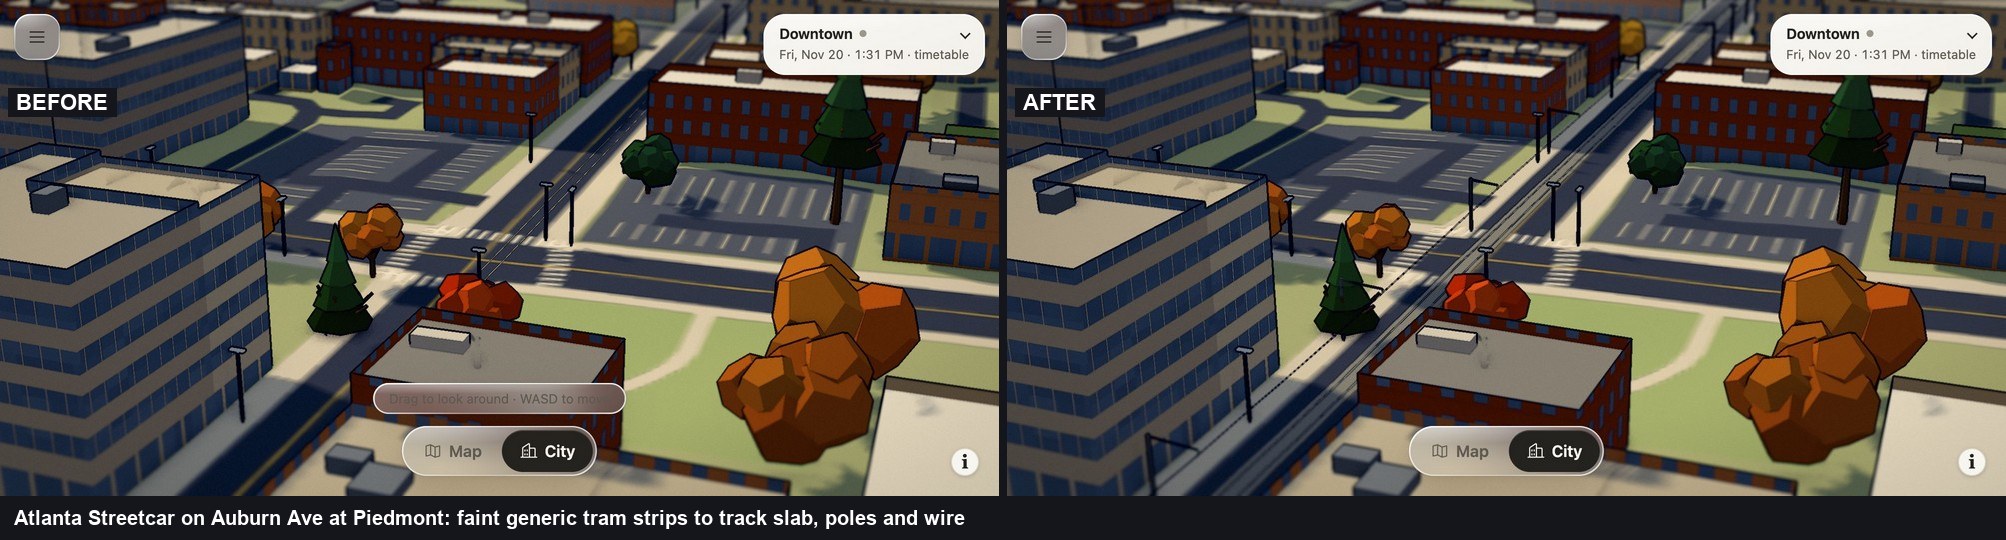 BEFORE
Downtown
Fri, Nov 20 · 1:31 PM · timetable
Drag to look around · WASD to mo
Map
City
i
AFTER
Downtown
Fri, Nov 20 · 1:31 PM · timetable
Map
City
i
Atlanta Streetcar on Auburn Ave at Piedmont: faint generic tram strips to track slab, poles and wire